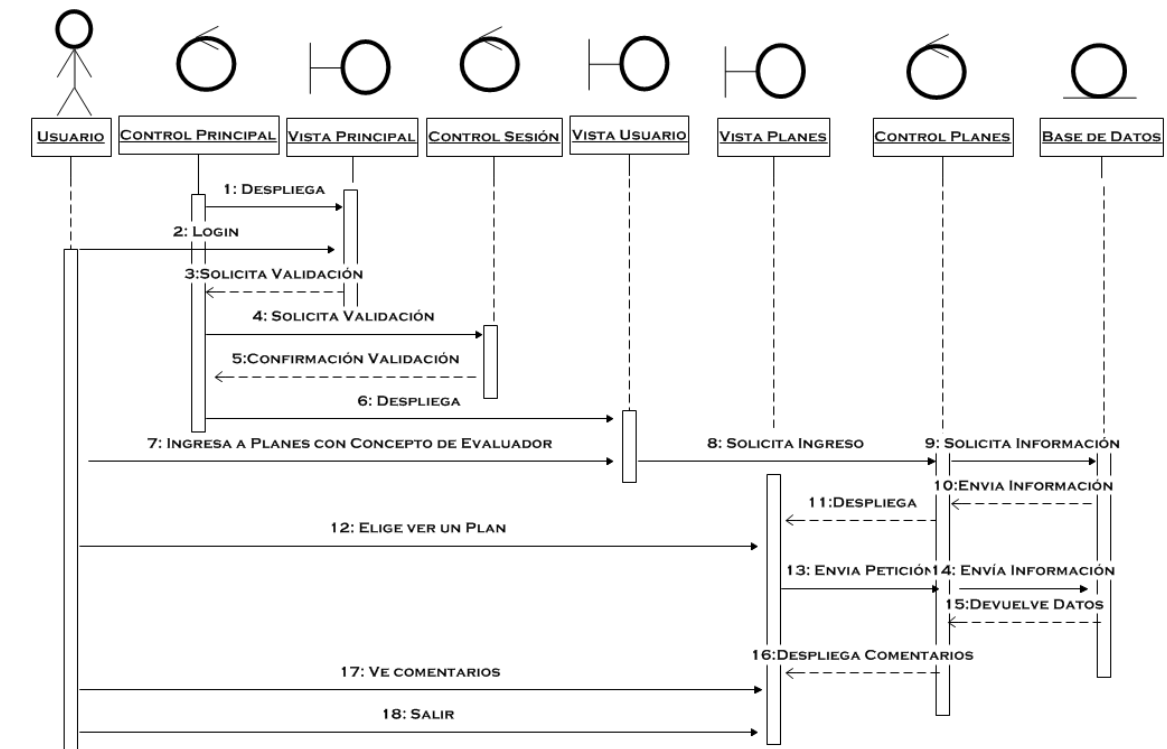 USUARIO
CONTROL PRINCIPAL
VISTA PRINCIPAL
CONTROL SESIÓN
VISTA USUARIO
VISTA PLANES
CONTROL PLANES
BASE DE DATOS
1: DESPLIEGA
2: LOGIN
3:SOLICITA VALIDACIÓN
4: SOLICITA VALIDACIÓN
5:CONFIRMACIÓN VALIDACIÓN
6: DESPLIEGA
7: INGRESA A PLANES CON CONCEPTO DE EVALUADOR
8: SOLICITA INGRESO
9: SOLICITA INFORMACIÓN
10:ENVIA INFORMACIÓN
11:DESPLIEGA
12: ELIGE VER UN PLAN
13: ENVIA PETICIÓN
14: ENVÍA INFORMACIÓN
15:DEVUELVE DATOS
16:DESPLIEGA COMENTARIOS
17: VE COMENTARIOS
18: SALIR